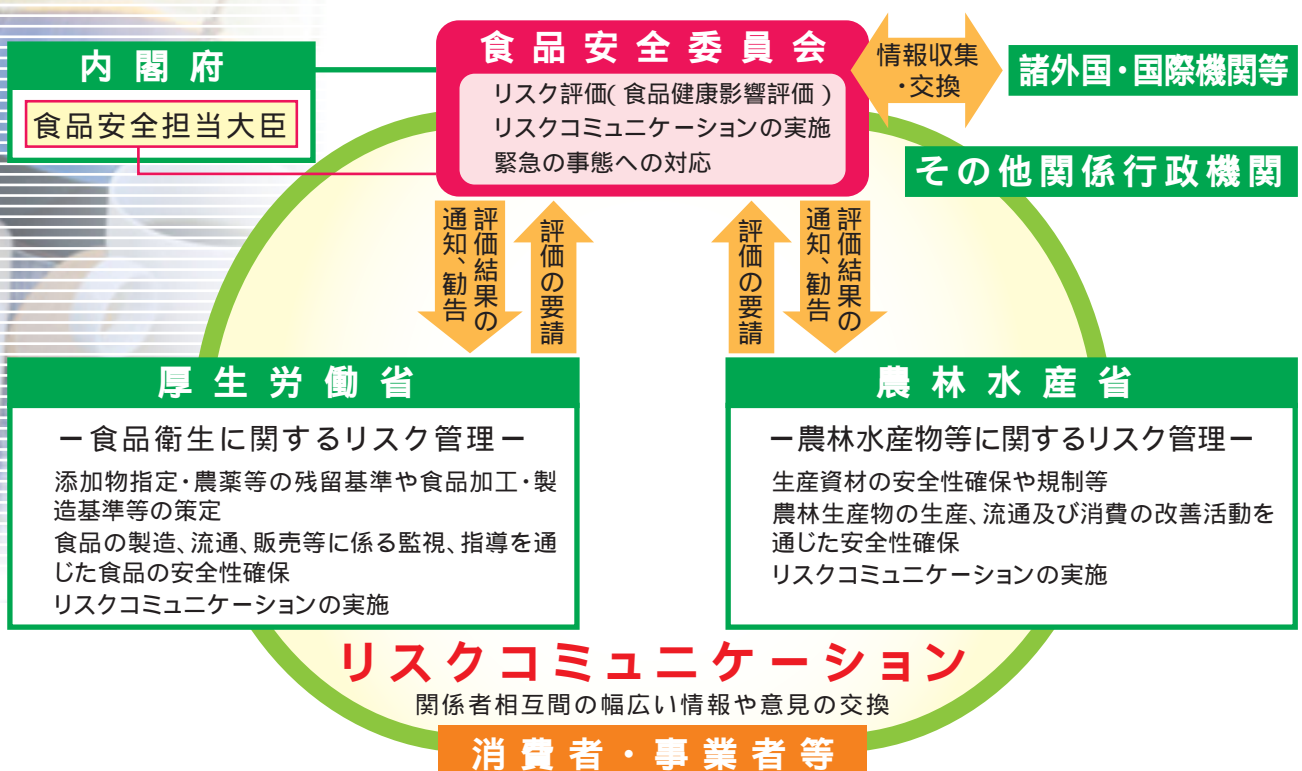 内閣府
食品安全担当大臣
食品安全委員会
リスク評価(食品健康影響評価)
リスクコミュニケーションの実施
緊急の事態への対応
情報収集
・交換
諸外国・国際機関等
その他関係行政機関
評価結果の
通知、勧告
評価の要請
評価の要請
評価結果の
通知、勧告
厚生労働省
ー食品衛生に関するリスク管理ー
添加物指定・農薬等の残留基準や食品加工・製
造基準等の策定
食品の製造、流通、販売等に係る監視、指導を通
じた食品の安全性確保
リスクコミュニケーションの実施
農林水産省
ー農林水産物等に関するリスク管理ー
生産資材の安全性確保や規制等
農林生産物の生産、流通及び消費の改善活動を
通じた安全性確保
リスクコミュニケーションの実施
リスクコミュニケーション
関係者相互間の幅広い情報や意見の交換
消費者・事業者等